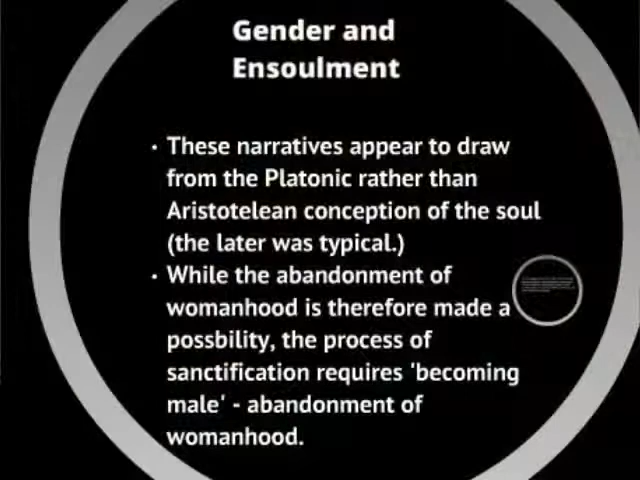 Gender and
Ensoulment
• These narratives appear to draw
from the Platonic rather than
Aristotelean conception of the soul
(the later was typical.)
• While the abandonment of
womanhood is therefore made a
possbility, the process of
sanctification requires 'becoming
male' - abandonment of
womanhood.